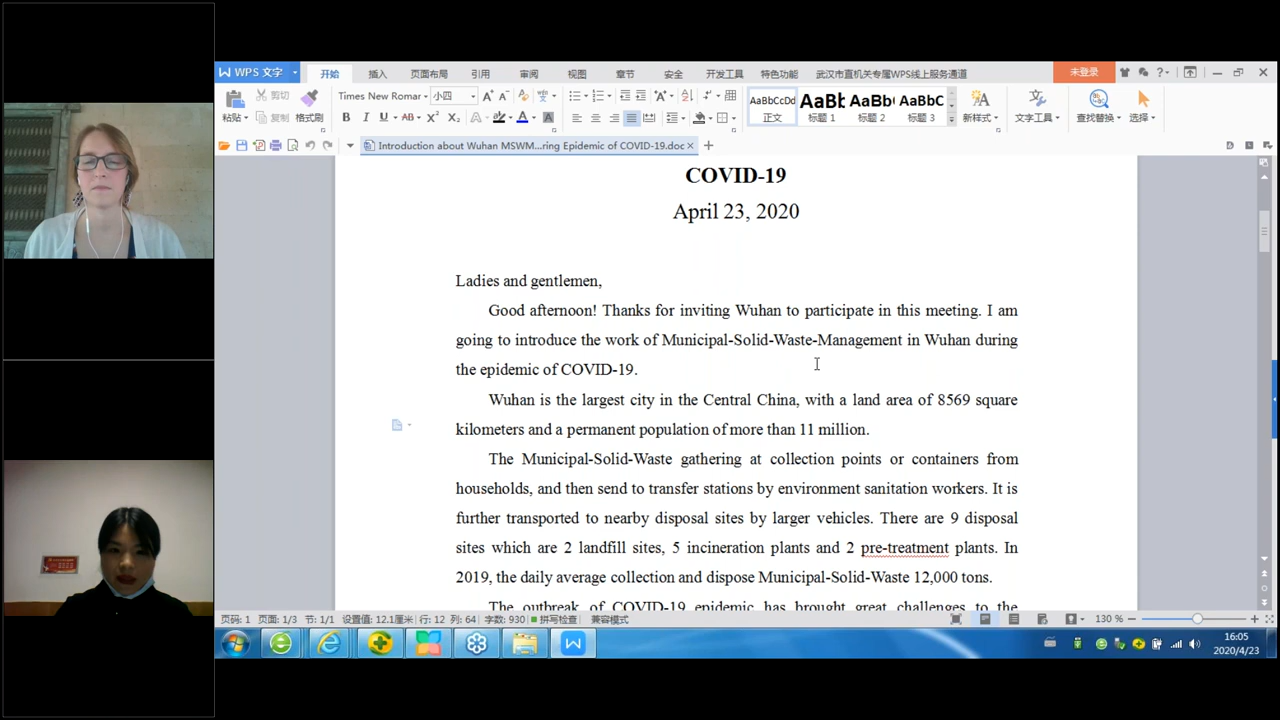 WPS 文字
开始 插入 页面布局 引用 审阅 视图 章节 安全 开发工具 特色功能 武汉市直机关专属WPS线上服务通道 未登录
粘贴 剪切 复制 格式刷
Times New Romar 小四
AaBbCcDd 正文
AaBb 标题 1
AaBb( 标题 2
AaBbC 标题 3
新样式 文字工具 查找替换 选择
Introduction about Wuhan MSWM...ring Epidemic of COVID-19.doc
COVID-19
April 23, 2020
Ladies and gentlemen,
Good afternoon! Thanks for inviting Wuhan to participate in this meeting. I am
going to introduce the work of Municipal-Solid-Waste-Management in Wuhan during
the epidemic of COVID-19.
Wuhan is the largest city in the Central China, with a land area of 8569 square
kilometers and a permanent population of more than 11 million.
The Municipal-Solid-Waste gathering at collection points or containers from
households, and then send to transfer stations by environment sanitation workers. It is
further transported to nearby disposal sites by larger vehicles. There are 9 disposal
sites which are 2 landfill sites, 5 incineration plants and 2 pre-treatment plants. In
2019, the daily average collection and dispose Municipal-Solid-Waste 12,000 tons.
The outbreak of COVID-19 epidemic has brought great challenges to the
页码: 1 页面: 1/3 节: 1/1 设置值: 12.1厘米 行: 12 列: 64 字数: 930 拼写检查 兼容模式 130 %
16:05
2020/4/23